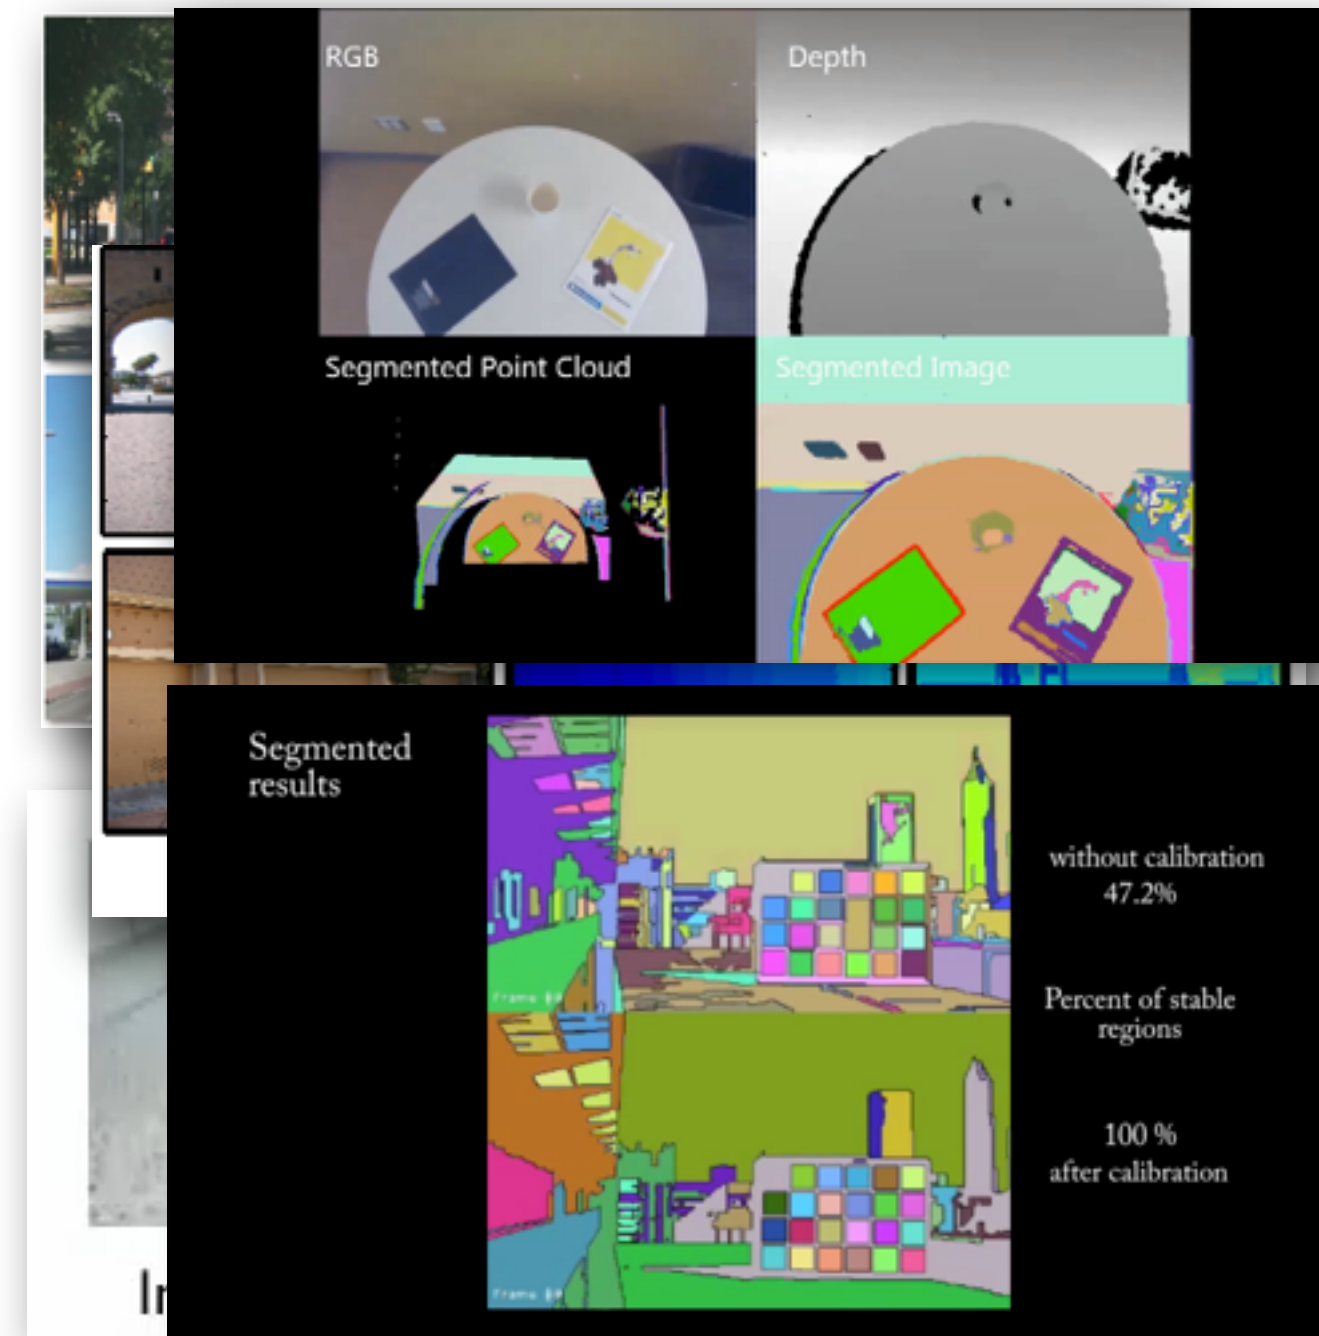 RGB
Depth
Segmented Point Cloud
Segmented Image
Segmented
results
without calibration
47.2%
Percent of stable
regions
100 %
after calibration